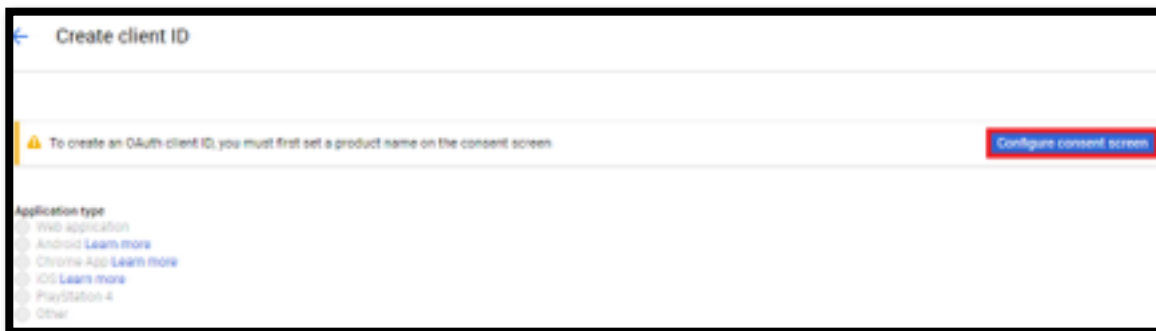 Create client ID
To create an OAuth client ID, you must first set a product name on the consent screen.
Configure consent screen
Application type
Web application
Android Learn more
Chrome App Learn more
iOS Learn more
PlayStation 4
Other